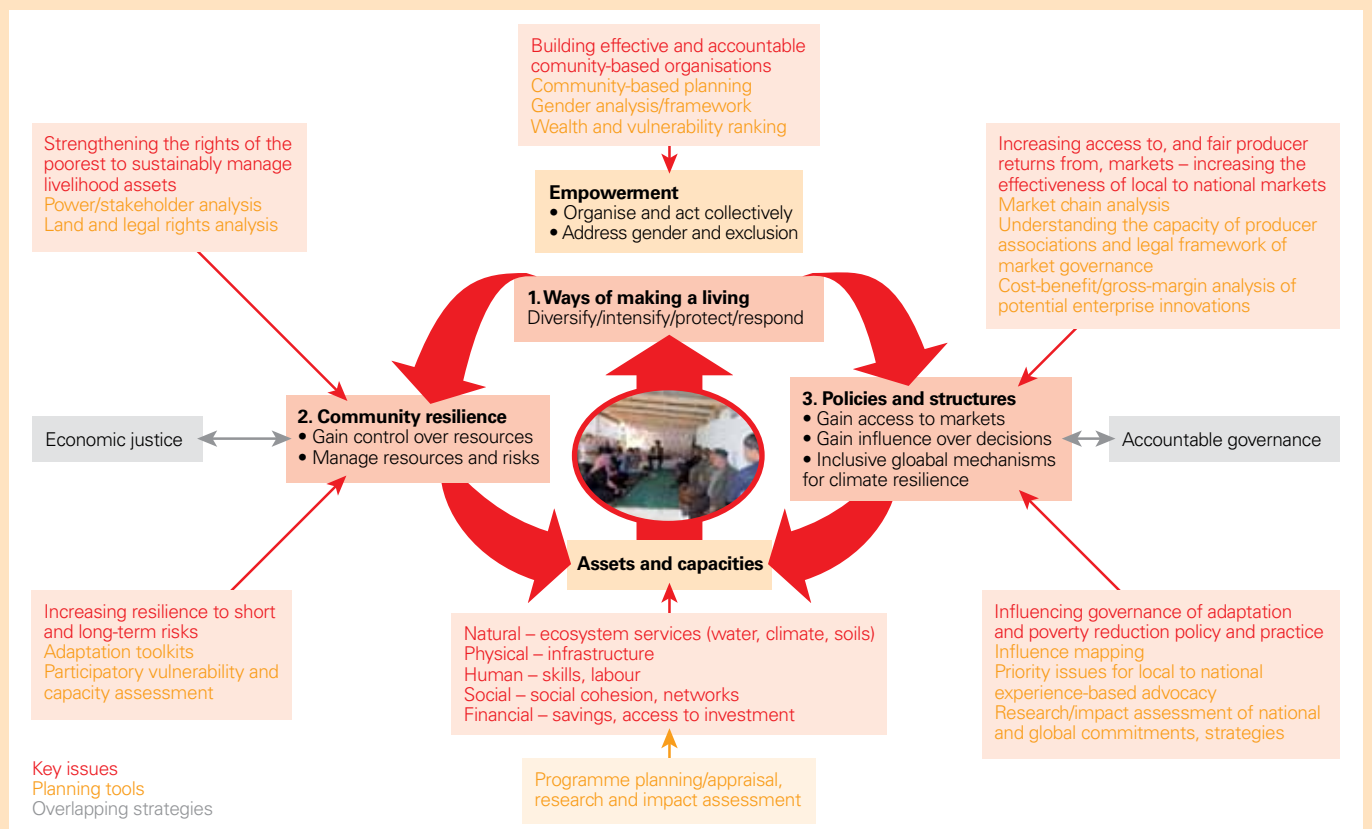 Building effective and accountable
comunity-based organisations
Community-based planning
Gender analysis/framework
Wealth and vulnerability ranking
Strengthening the rights of the
poorest to sustainably manage
livelihood assets
Power/stakeholder analysis
Land and legal rights analysis
Increasing access to, and fair producer
returns from, markets – increasing the
effectiveness of local to national markets
Market chain analysis
Understanding the capacity of producer
associations and legal framework of
market governance
Cost-benefit/gross-margin analysis of
potential enterprise innovations
Empowerment
• Organise and act collectively
• Address gender and exclusion
1. Ways of making a living
Diversify/intensify/protect/respond
2. Community resilience
• Gain control over resources
• Manage resources and risks
3. Policies and structures
• Gain access to markets
• Gain influence over decisions
• Inclusive gloabal mechanisms
for climate resilience
Economic justice
Accountable governance
Assets and capacities
Increasing resilience to short
and long-term risks
Adaptation toolkits
Participatory vulnerability and
capacity assessment
Natural – ecosystem services (water, climate, soils)
Physical – infrastructure
Human – skills, labour
Social – social cohesion, networks
Financial – savings, access to investment
Influencing governance of adaptation
and poverty reduction policy and practice
Influence mapping
Priority issues for local to national
experience-based advocacy
Research/impact assessment of national
and global commitments, strategies
Programme planning/appraisal,
research and impact assessment
Key issues
Planning tools
Overlapping strategies